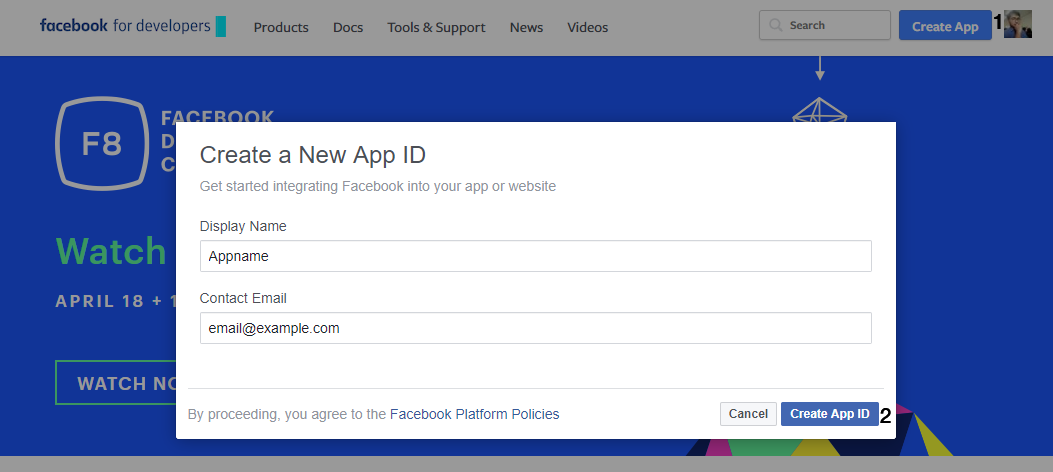 facebook for developers Products Docs Tools & Support News Videos Search Create App 1
F8 FACEBOOK
D
C
Create a New App ID
Get started integrating Facebook into your app or website
Display Name
Appname
Watch
Contact Email
APRIL 18 + 1
email@example.com
WATCH NO
By proceeding, you agree to the Facebook Platform Policies Cancel Create App ID 2